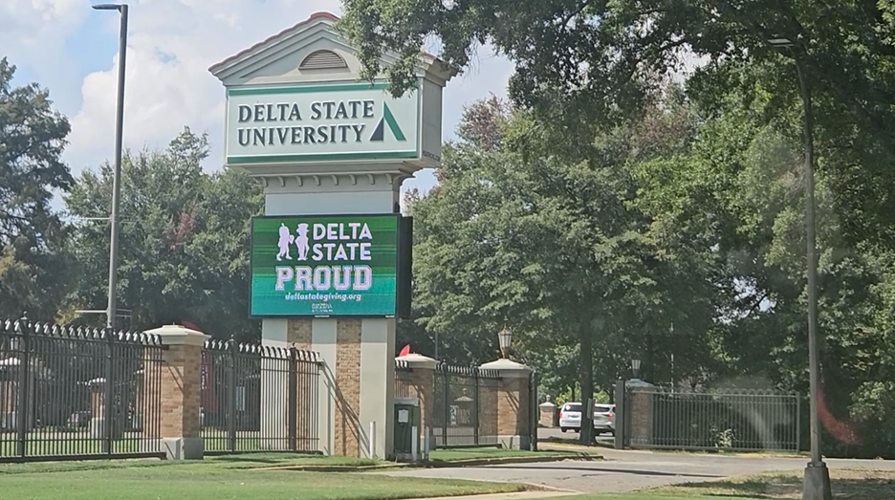 DELTA STATE
UNIVERSITY
DELTA
STATE
PROUD
deltastategiving.org